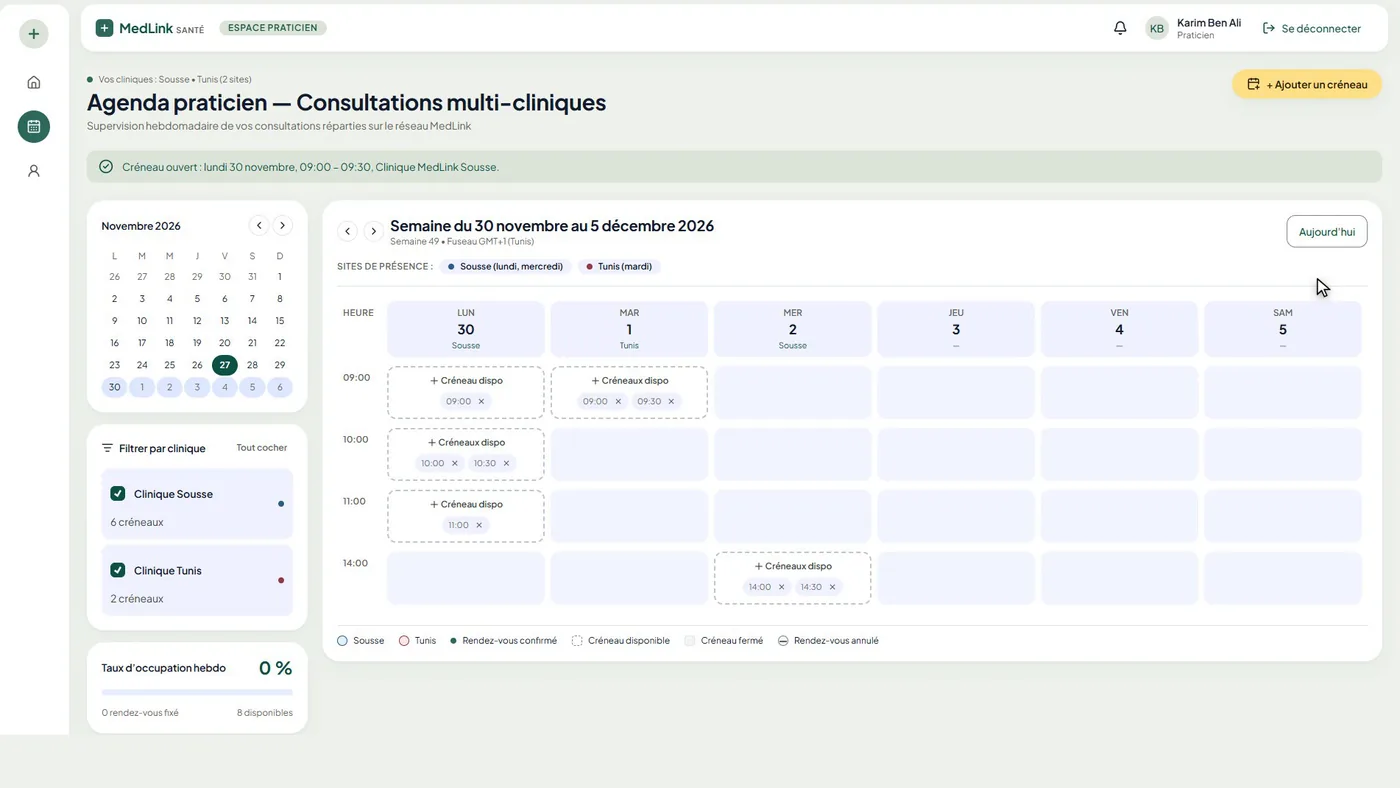 MedLink SANTÉ
ESPACE PRATICIEN
KB
Karim Ben Ali
Praticien
Se déconnecter
Vos cliniques : Sousse • Tunis (2 sites)
Agenda praticien — Consultations multi-cliniques
Supervision hebdomadaire de vos consultations réparties sur le réseau MedLink
+ Ajouter un créneau
Créneau ouvert : lundi 30 novembre, 09:00 – 09:30, Clinique MedLink Sousse.
Novembre 2026
L M M J V S D
26 27 28 29 30 31 1
2 3 4 5 6 7 8
9 10 11 12 13 14 15
16 17 18 19 20 21 22
23 24 25 26 27 28 29
30 1 2 3 4 5 6
Filtrer par clinique
Tout cocher
Clinique Sousse
6 créneaux
Clinique Tunis
2 créneaux
Taux d'occupation hebdo
0 %
0 rendez-vous fixé
8 disponibles
Semaine du 30 novembre au 5 décembre 2026
Semaine 49 • Fuseau GMT+1 (Tunis)
Aujourd'hui
SITES DE PRÉSENCE :
Sousse (lundi, mercredi)
Tunis (mardi)
HEURE
LUN
30
Sousse
MAR
1
Tunis
MER
2
Sousse
JEU
3
—
VEN
4
—
SAM
5
—
09:00
+ Créneau dispo
09:00 ×
+ Créneaux dispo
09:00 × 09:30 ×
10:00
+ Créneaux dispo
10:00 × 10:30 ×
11:00
+ Créneau dispo
11:00 ×
14:00
+ Créneaux dispo
14:00 × 14:30 ×
Sousse
Tunis
Rendez-vous confirmé
Créneau disponible
Créneau fermé
Rendez-vous annulé